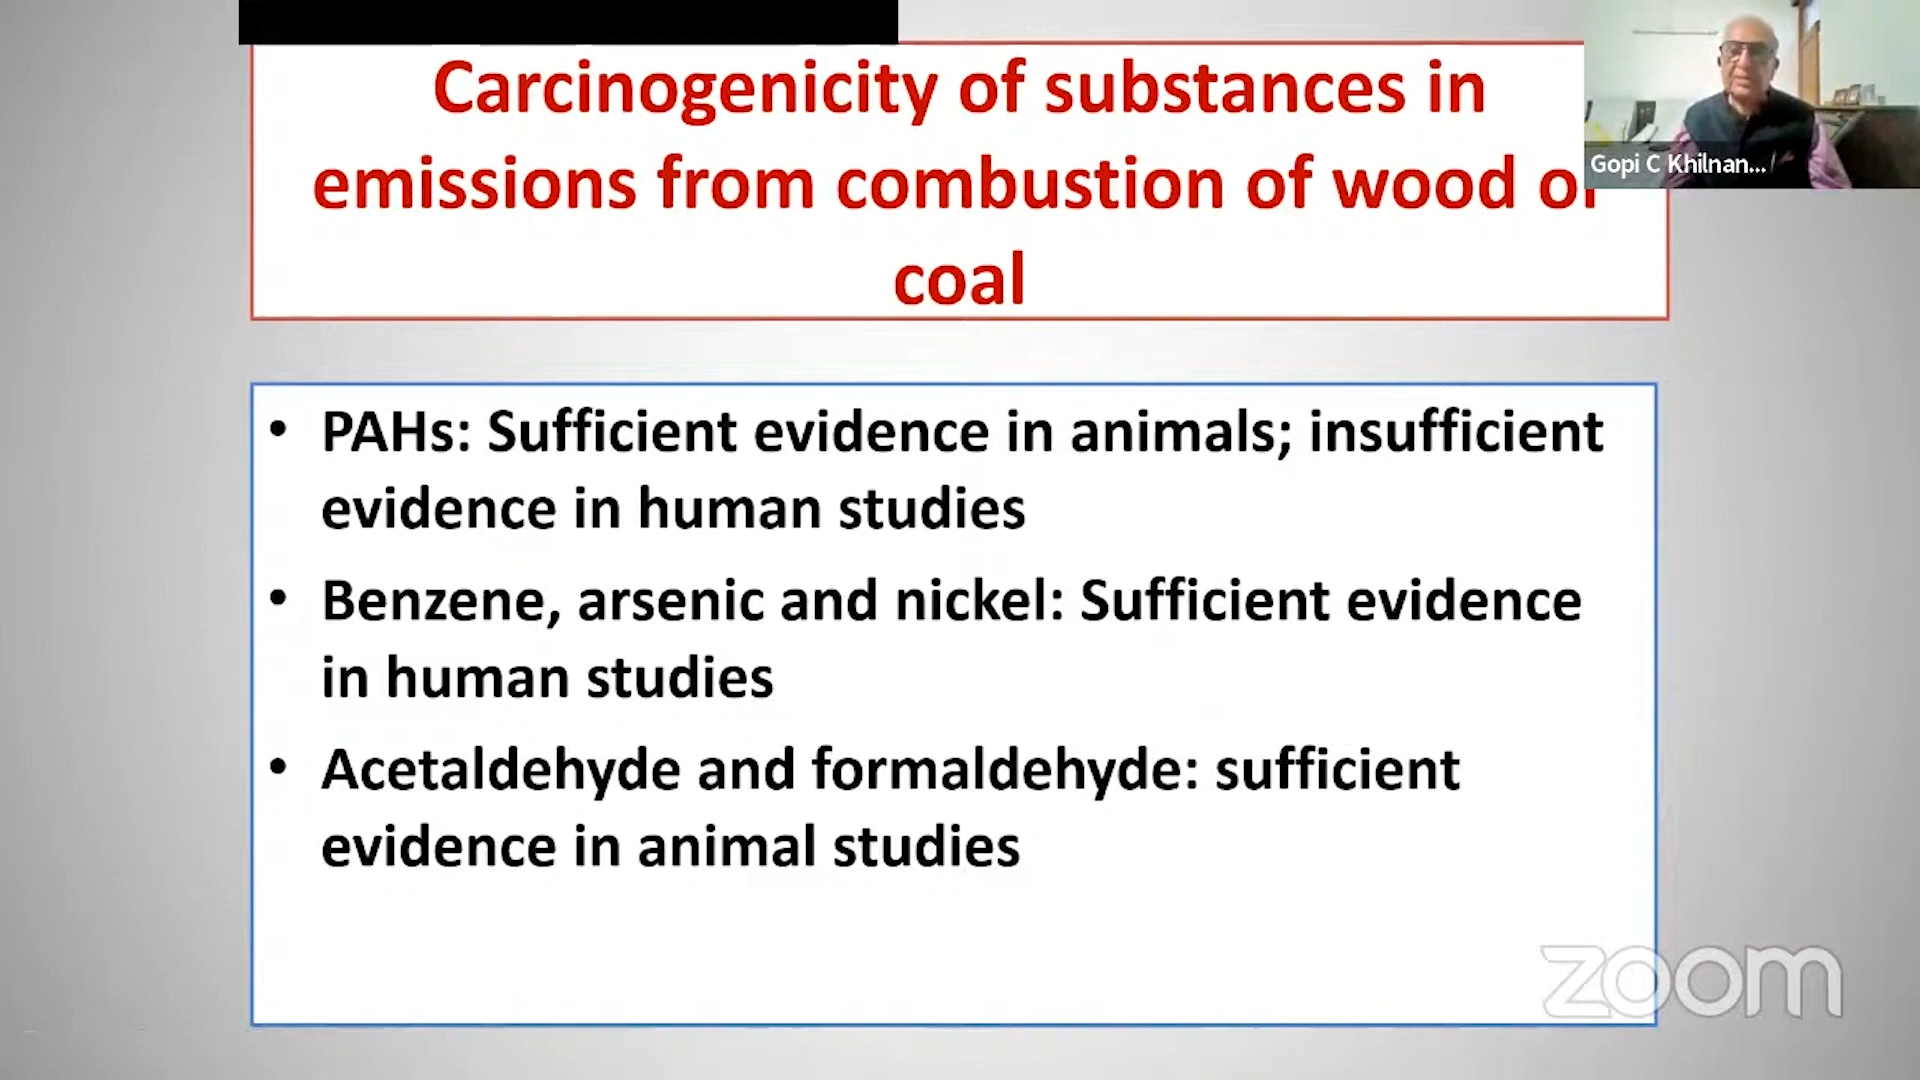 Carcinogenicity of substances in
emissions from combustion of wood or
coal
Gopi C Khilnan...
• PAHs: Sufficient evidence in animals; insufficient
evidence in human studies
• Benzene, arsenic and nickel: Sufficient evidence
in human studies
• Acetaldehyde and formaldehyde: sufficient
evidence in animal studies
zoom